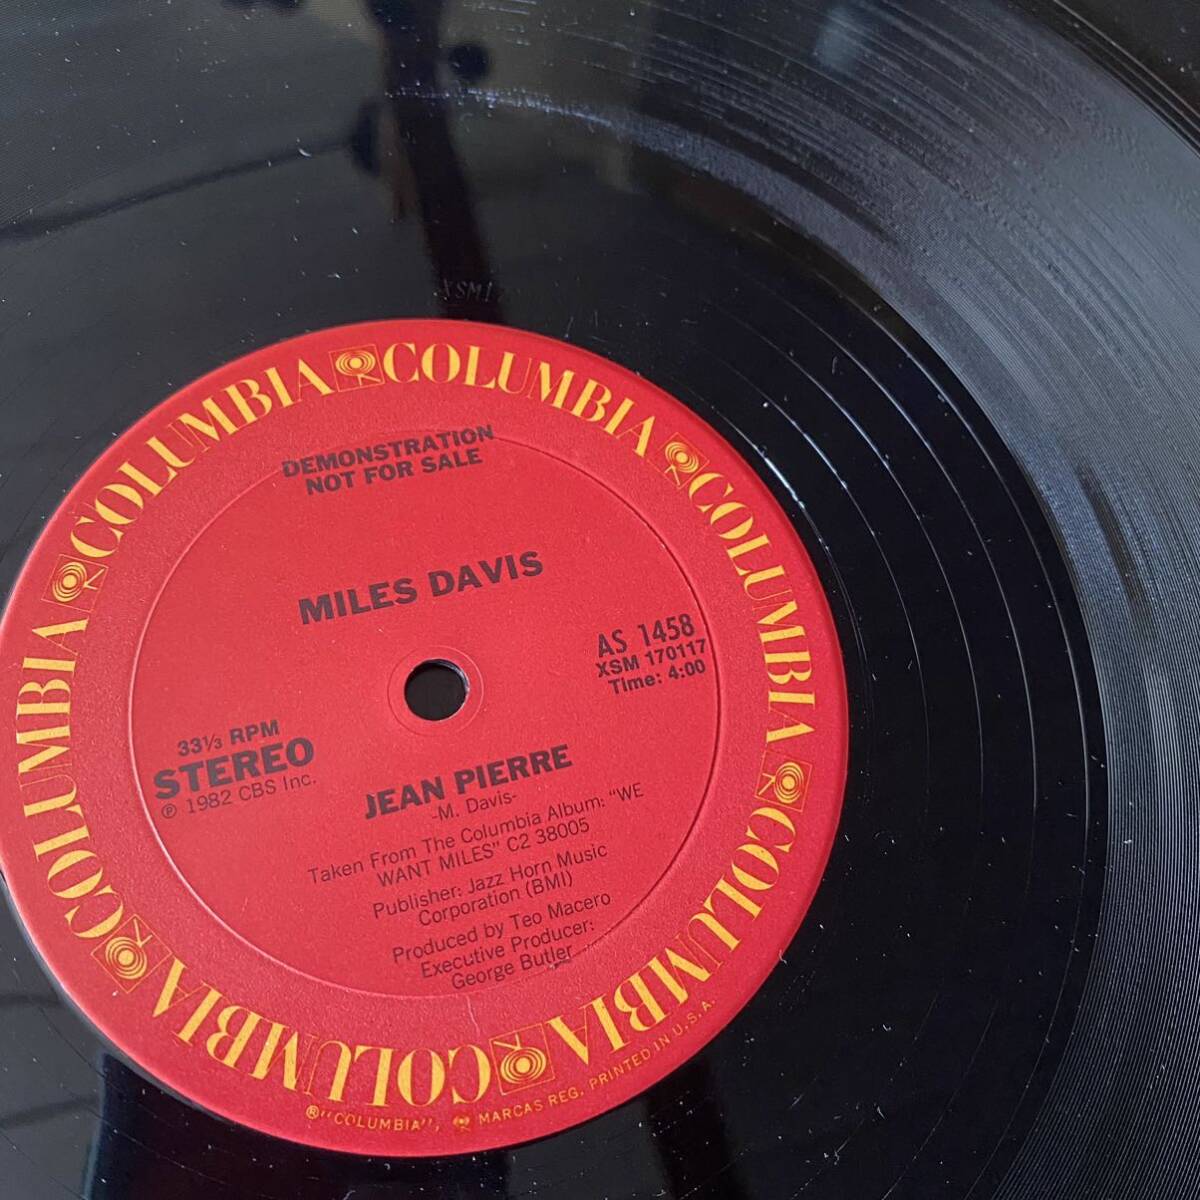 XSM1
COLUMBIA COLUMBIA COLUMBIA COLUMBIA COLUMBIA COLUMBIA COLUMBIA
DEMONSTRATION
NOT FOR SALE
MILES DAVIS
AS 1458
XSM 170117
Time: 4:00
33⅓ RPM
STEREO
℗ 1982 CBS Inc.
JEAN PIERRE
-M. Davis-
Taken From The Columbia Album: "WE
WANT MILES" C2 38005
Publisher: Jazz Horn Music
Corporation (BMI)
Produced by Teo Macero
Executive Producer:
George Butler
®"COLUMBIA", MARCAS REG. PRINTED IN U.S.A.